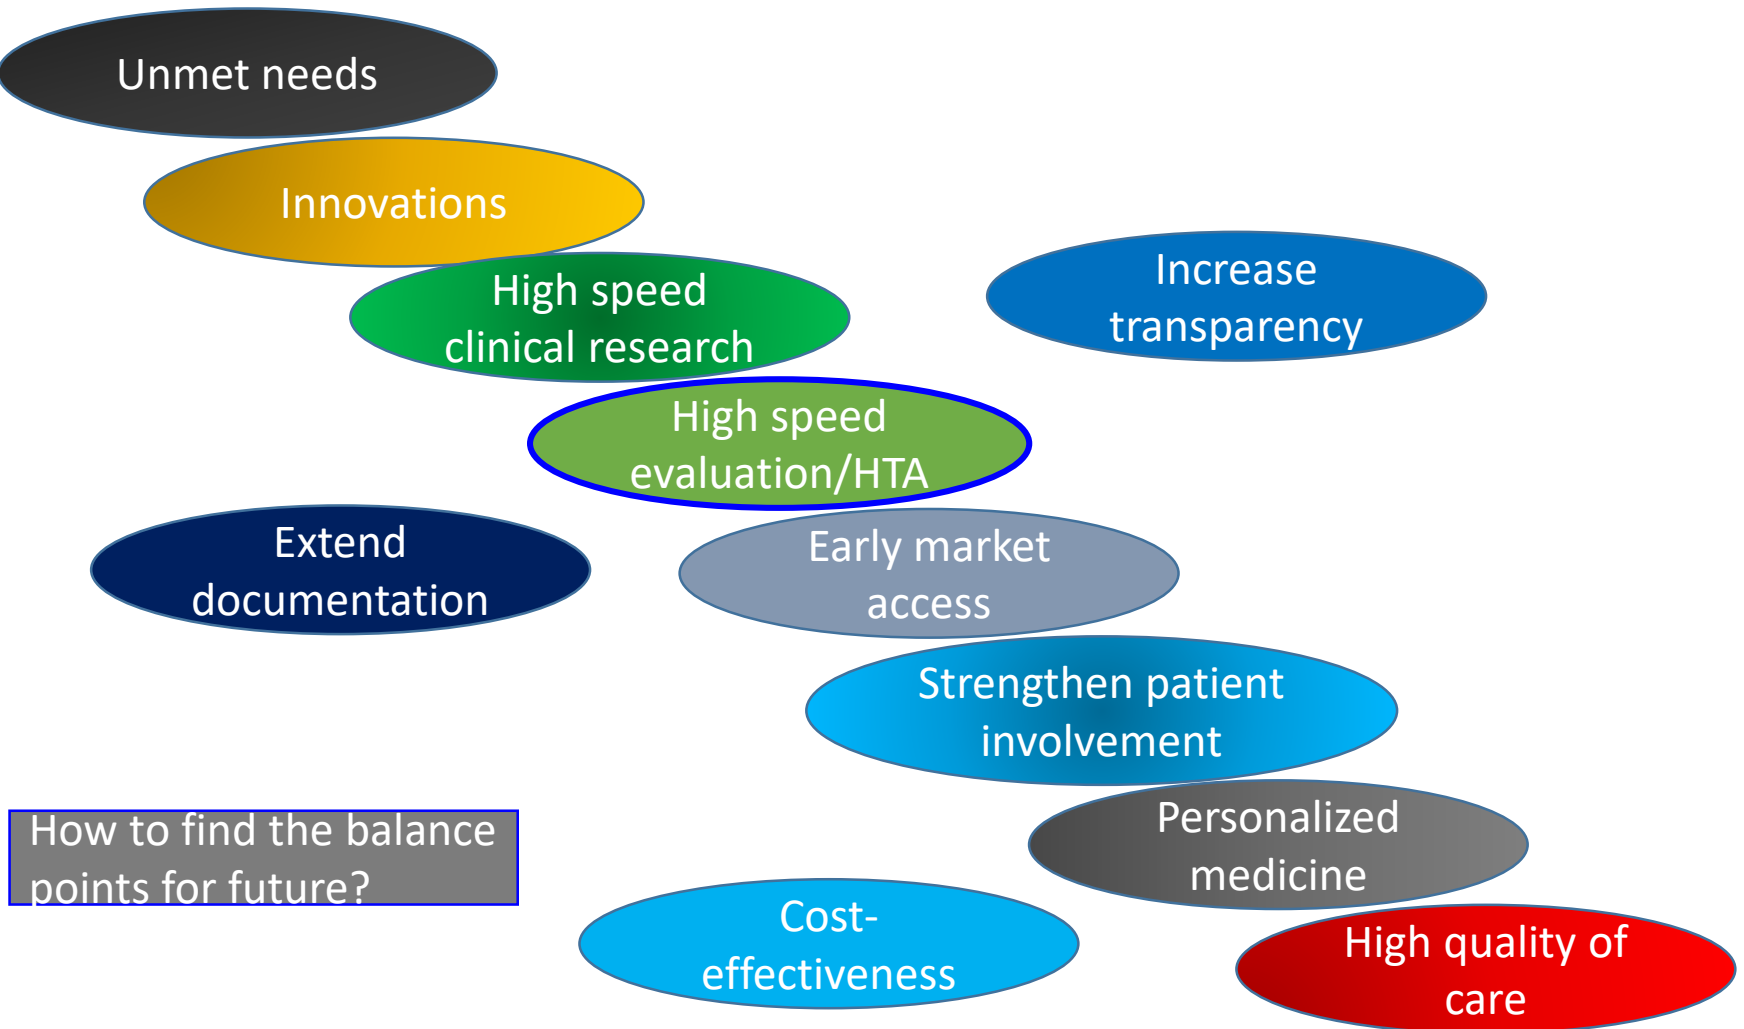 Unmet needs
Innovations
High speed
clinical research
Increase
transparency
High speed
evaluation/HTA
Extend
documentation
Early market
access
Strengthen patient
involvement
How to find the balance
points for future?
Personalized
medicine
Cost-
effectiveness
High quality of
care